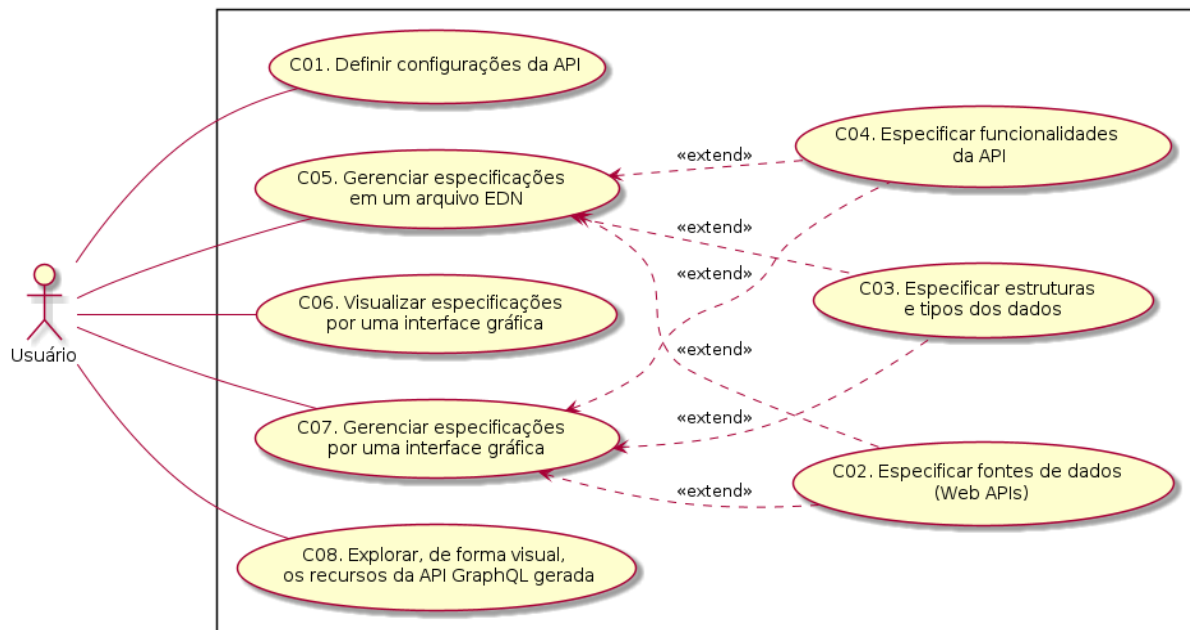 C01. Definir configurações da API
C04. Especificar funcionalidades
da API
«extend»
C05. Gerenciar especificações
em um arquivo EDN
«extend»
«extend»
C03. Especificar estruturas
e tipos dos dados
C06. Visualizar especificações
por uma interface gráfica
Usuário
«extend»
«extend»
C07. Gerenciar especificações
por uma interface gráfica
C02. Especificar fontes de dados
(Web APIs)
«extend»
C08. Explorar, de forma visual,
os recursos da API GraphQL gerada